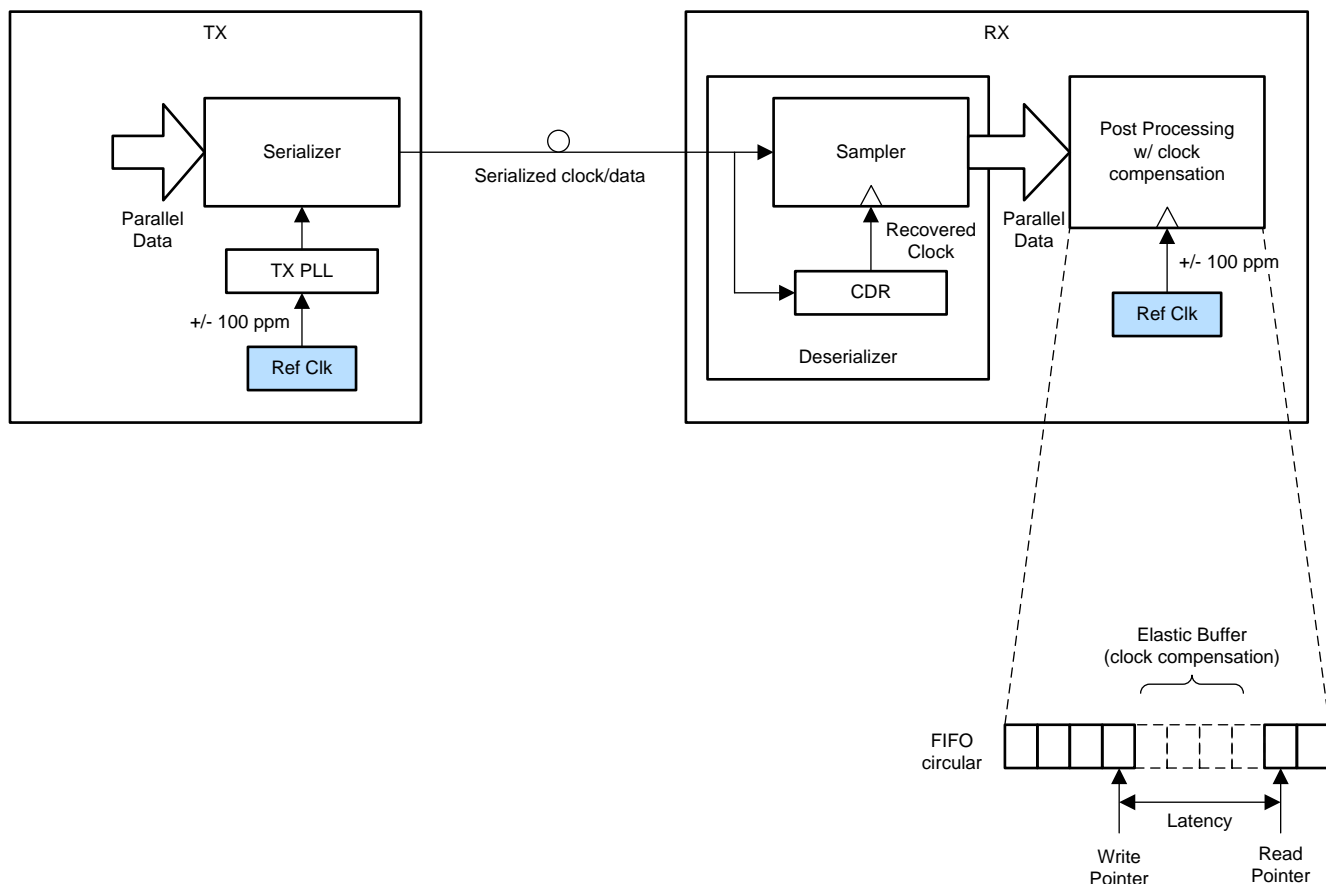 TX
Serializer
Parallel
Data
TX PLL
+/- 100 ppm
Ref Clk
Serialized clock/data
RX
Sampler
Recovered
Clock
CDR
Deserializer
Parallel
Data
Post Processing
w/ clock
compensation
+/- 100 ppm
Ref Clk
Elastic Buffer
(clock compensation)
FIFO
circular
Latency
Write
Pointer
Read
Pointer